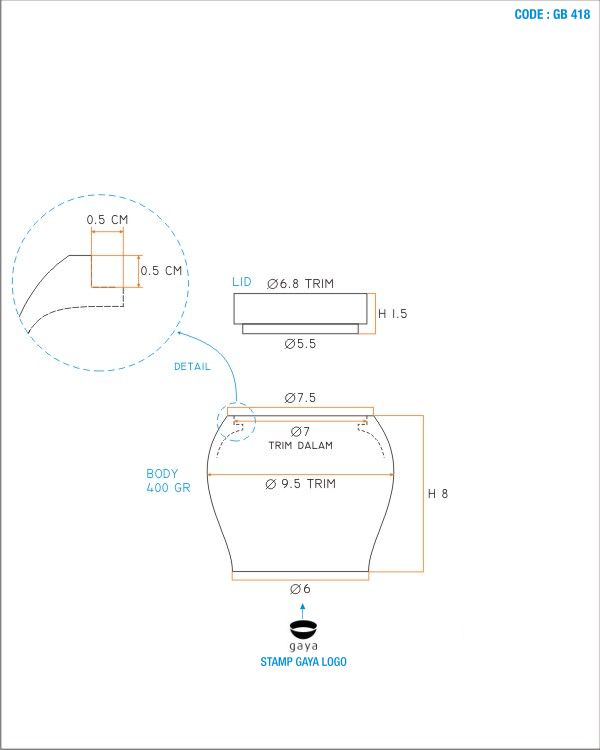 CODE : GB 418
0.5 CM
0.5 CM
LID Ø6.8 TRIM
H 1.5
Ø5.5
DETAIL
Ø7.5
Ø7
TRIM DALAM
BODY
400 GR
Ø 9.5 TRIM
H 8
Ø6
gaya
STAMP GAYA LOGO